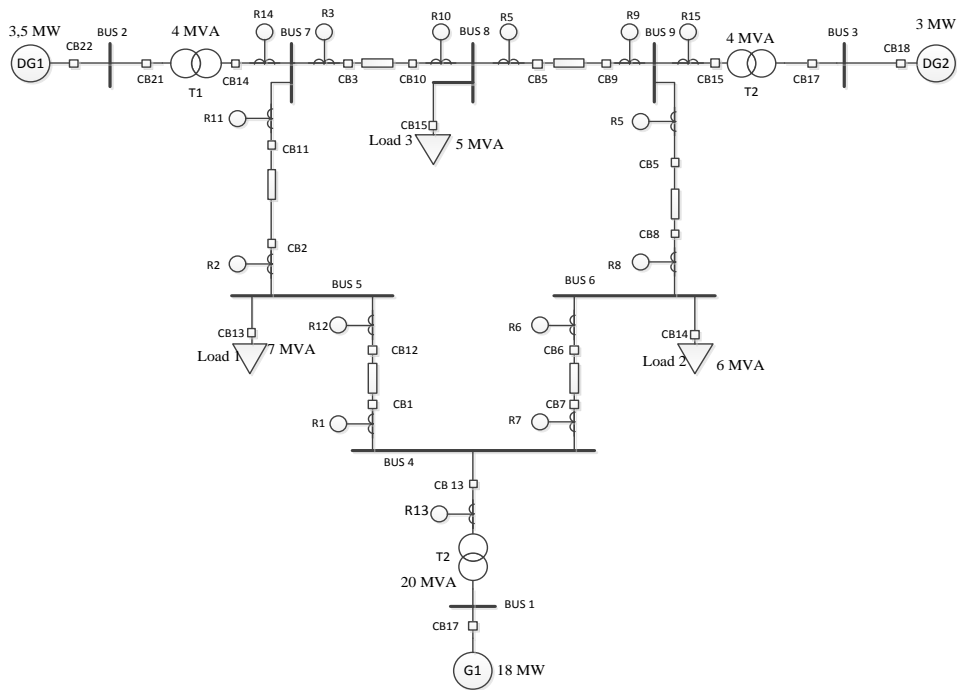 R14
R3
R10
R5
R9
R15
3,5 MW
BUS 2
4 MVA
BUS 7
BUS 8
BUS 9
4 MVA
BUS 3
3 MW
CB22
CB18
DG1
DG2
CB21
T1
CB14
CB3
CB10
CB5
CB9
CB15
T2
CB17
R11
CB15
Load 3
5 MVA
R5
CB11
CB5
CB2
CB8
R2
R8
BUS 5
BUS 6
CB13
R12
R6
CB14
Load 1
7 MVA
CB12
CB6
Load 2
6 MVA
CB1
CB7
R1
R7
BUS 4
CB 13
R13
T2
20 MVA
BUS 1
CB17
G1
18 MW